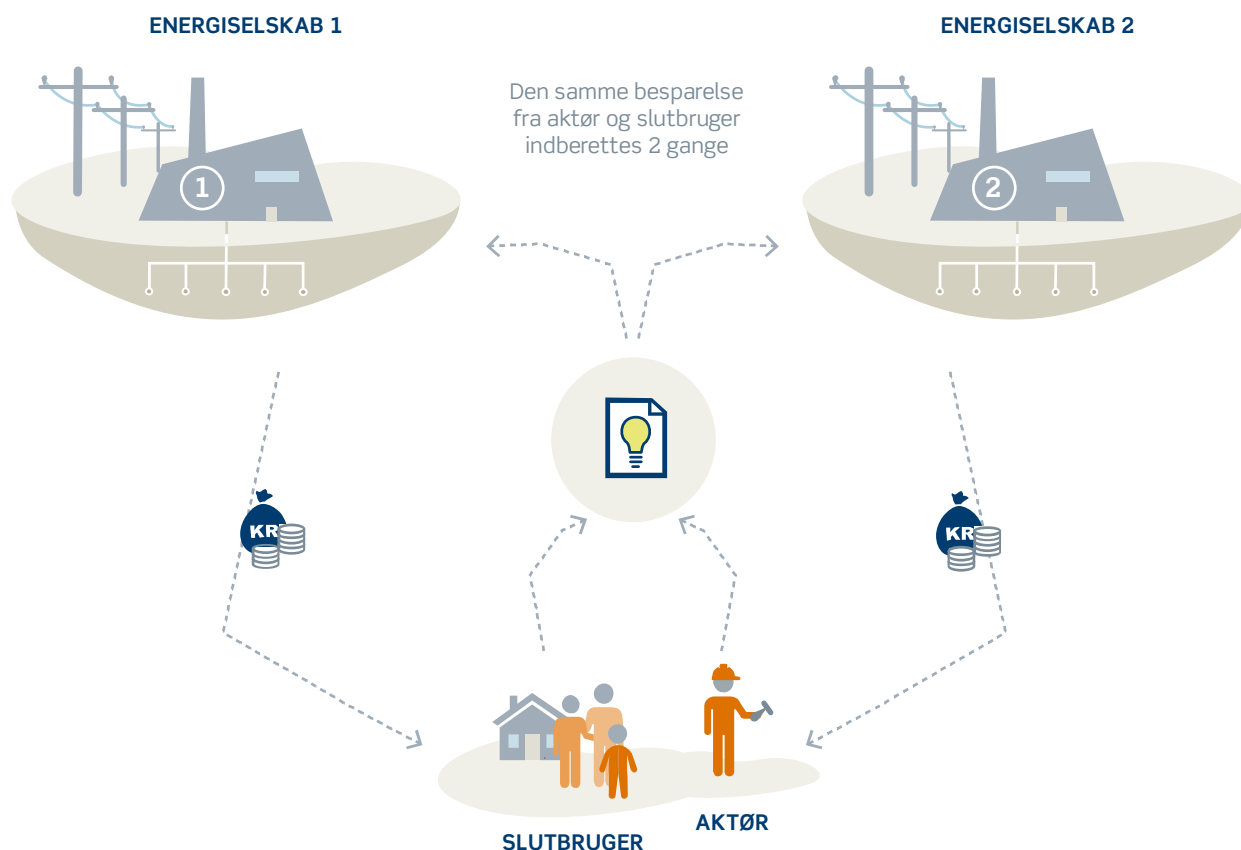 ENERGISELSKAB 1
ENERGISELSKAB 2
Den samme besparelse
fra aktør og slutbruger
indberettes 2 gange
1
2
KR
KR
SLUTBRUGER
AKTØR